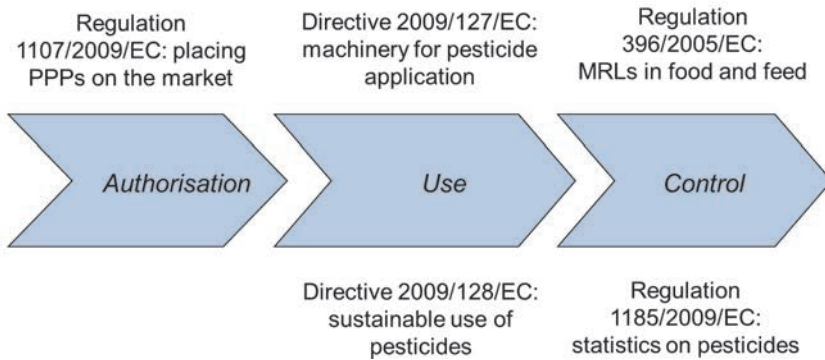 Regulation
1107/2009/EC: placing
PPPs on the market
Directive 2009/127/EC:
machinery for pesticide
application
Regulation
396/2005/EC:
MRLs in food and feed
Authorisation
Use
Control
Directive 2009/128/EC:
sustainable use of
pesticides
Regulation
1185/2009/EC:
statistics on pesticides